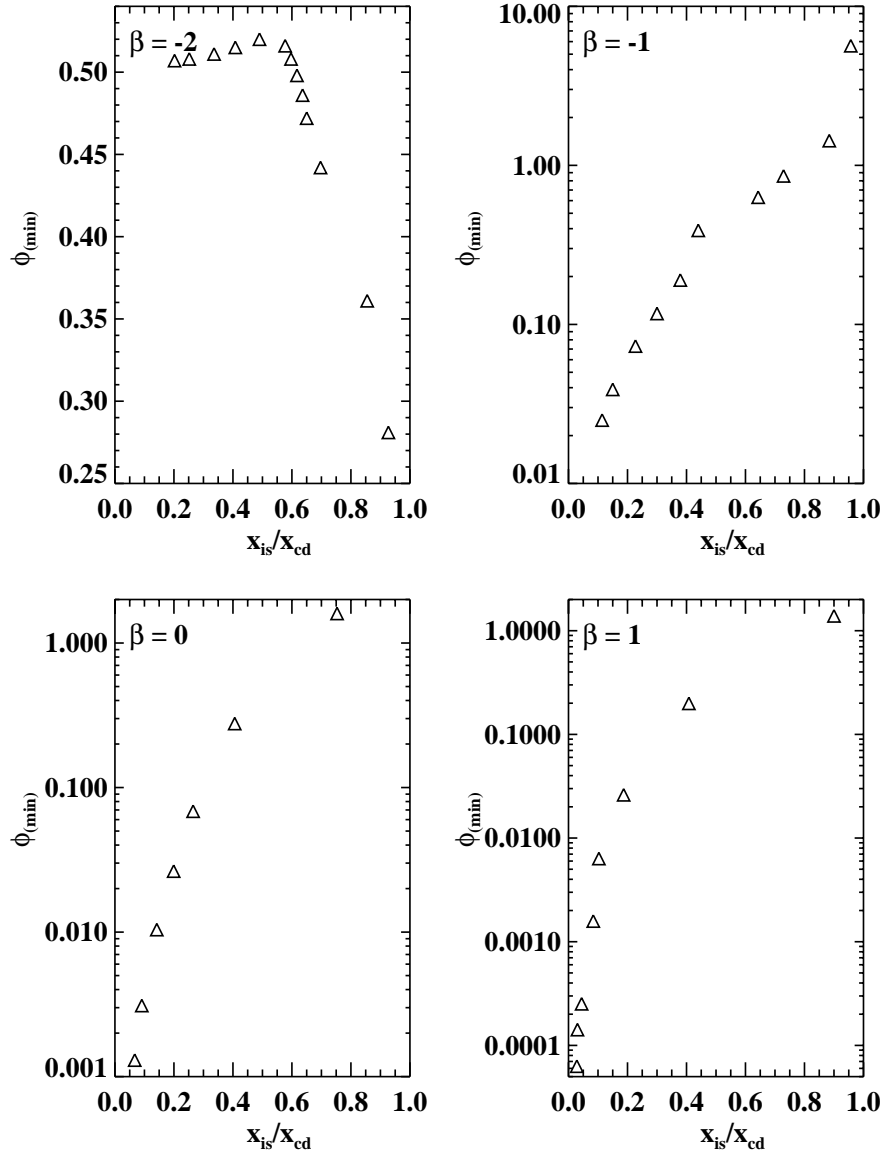 β = -2
0.50
0.45
0.40
0.35
0.30
0.25
ϕ(min)
0.0 0.2 0.4 0.6 0.8 1.0
xis/xcd
β = -1
10.00
1.00
0.10
0.01
ϕ(min)
0.0 0.2 0.4 0.6 0.8 1.0
xis/xcd
β = 0
1.000
0.100
0.010
0.001
ϕ(min)
0.0 0.2 0.4 0.6 0.8 1.0
xis/xcd
β = 1
1.0000
0.1000
0.0100
0.0010
0.0001
ϕ(min)
0.0 0.2 0.4 0.6 0.8 1.0
xis/xcd